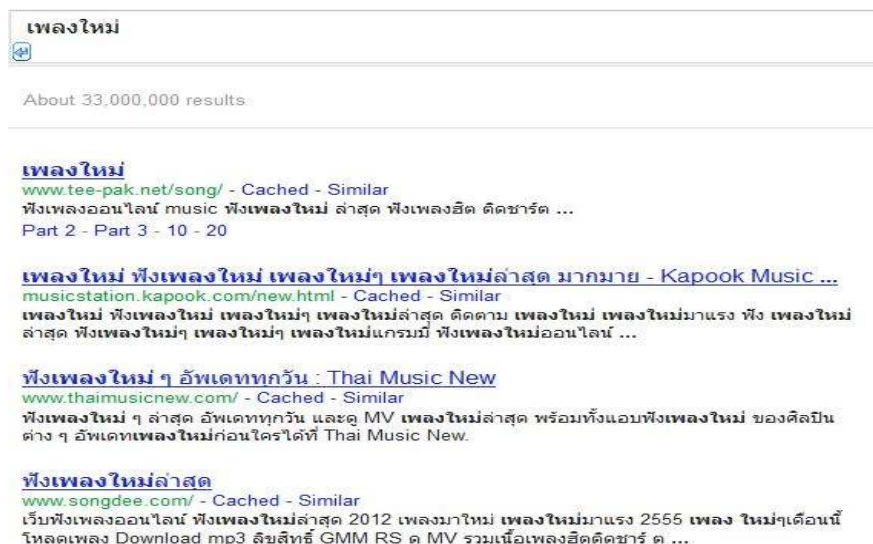 เพลงใหม่
About 33,000,000 results
เพลงใหม่
www.tee-pak.net/song/ - Cached - Similar
ฟังเพลงออนไลน์ music ฟังเพลงใหม่ ล่าสุด ฟังเพลงฮิต ติดชาร์ต ...
Part 2 - Part 3 - 10 - 20
เพลงใหม่ ฟังเพลงใหม่ เพลงใหม่ๆ เพลงใหม่ล่าสุด มากมาย - Kapook Music ...
musicstation.kapook.com/new.html - Cached - Similar
เพลงใหม่ ฟังเพลงใหม่ เพลงใหม่ๆ เพลงใหม่ล่าสุด ติดตาม เพลงใหม่ เพลงใหม่มาแรง ฟัง เพลงใหม่
ล่าสุด ฟังเพลงใหม่ๆ เพลงใหม่ๆ เพลงใหม่แกรมมี่ ฟังเพลงใหม่ออนไลน์ ...
ฟังเพลงใหม่ ๆ อัพเดททุกวัน : Thai Music New
www.thaimusicnew.com/ - Cached - Similar
ฟังเพลงใหม่ ๆ ล่าสุด อัพเดททุกวัน และดู MV เพลงใหม่ล่าสุด พร้อมทั้งแอบฟังเพลงใหม่ ของศิลปิน
ต่าง ๆ อัพเดทเพลงใหม่ก่อนใครได้ที่ Thai Music New.
ฟังเพลงใหม่ล่าสุด
www.songdee.com/ - Cached - Similar
เว็บฟังเพลงออนไลน์ ฟังเพลงใหม่ล่าสุด 2012 เพลงมาใหม่ เพลงใหม่มาแรง 2555 เพลง ใหม่ๆเดือนนี้
โหลดเพลง Download mp3 ลิขสิทธิ์ GMM RS ดู MV รวมเนื้อเพลงฮิตติดชาร์ ต ...